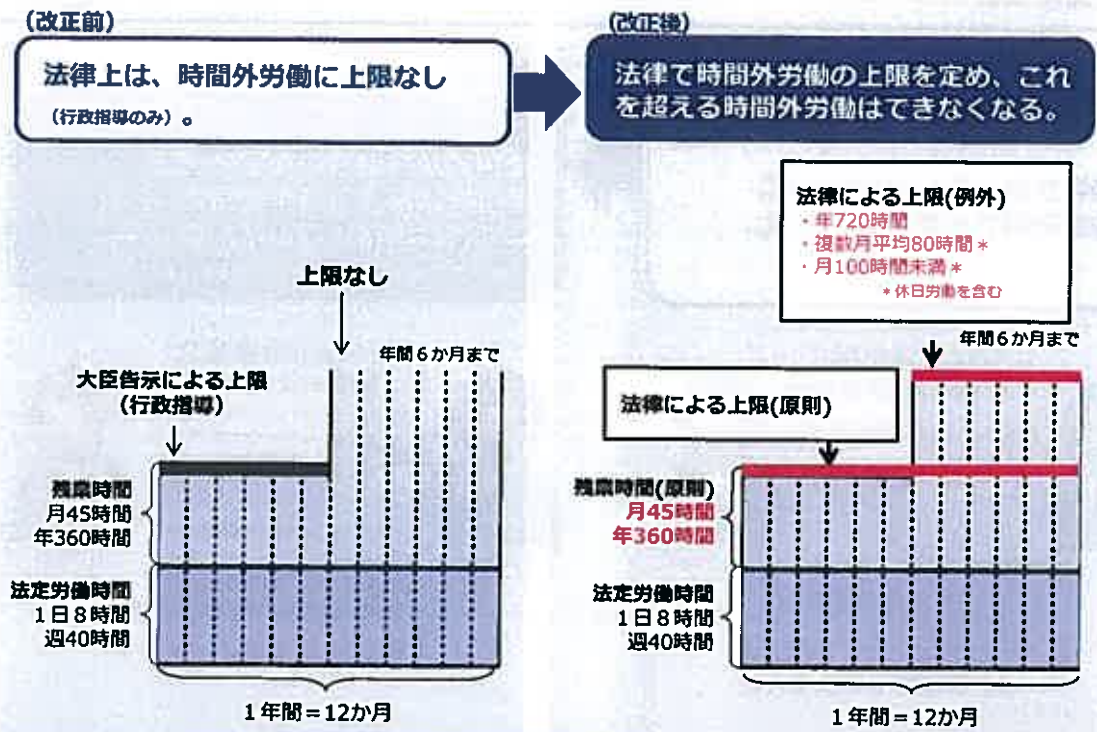 (改正前)
法律上は、時間外労働に上限なし
(行政指導のみ)。
上限なし
年間6か月まで
大臣告示による上限
(行政指導)
残業時間
月45時間
年360時間
法定労働時間
1日8時間
週40時間
1年間=12か月
(改正後)
法律で時間外労働の上限を定め、これ
を超える時間外労働はできなくなる。
法律による上限(例外)
・年720時間
・複数月平均80時間*
・月100時間未満*
*休日労働を含む
年間6か月まで
法律による上限(原則)
残業時間(原則)
月45時間
年360時間
法定労働時間
1日8時間
週40時間
1年間=12か月